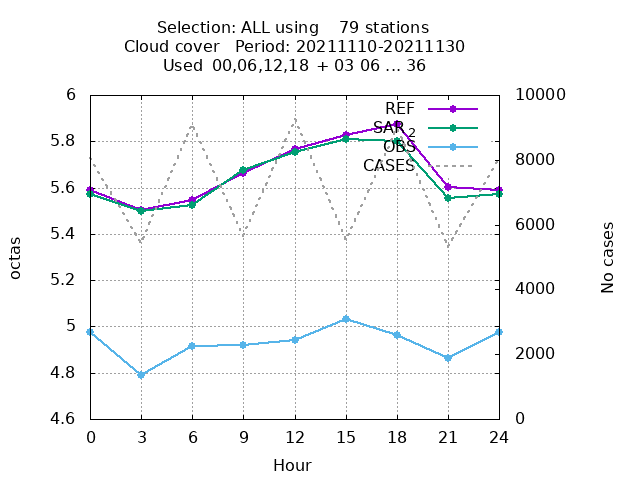 Selection: ALL using    79 stations
Cloud cover   Period: 20211110-20211130
Used 00,06,12,18 + 03 06 ... 36
6
10000
REF
SAR_2
OBS
CASES
5.8
8000
5.6
6000
5.4
5.2
4000
5
2000
4.8
4.6
0
octas
No cases
0 3 6 9 12 15 18 21 24
Hour